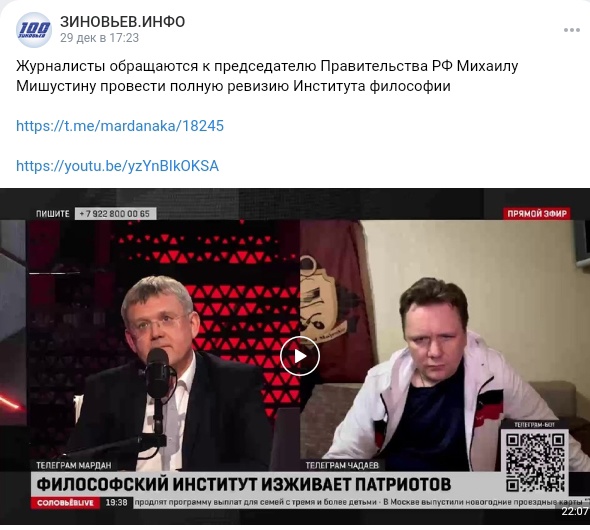 100
ЗИНОВЬЕВ
ЗИНОВЬЕВ.ИНФО
29 дек в 17:23
Журналисты обращаются к председателю Правительства РФ Михаилу
Мишустину провести полную ревизию Института философии
https://t.me/mardanaka/18245
https://youtu.be/yzYnBlkOKSA
ПИШИТЕ +7 922 800 00 65
ПРЯМОЙ ЭФИР
ТЕЛЕГРАМ-БОТ
ТЕЛЕГРАМ МАРДАН
ТЕЛЕГРАМ ЧАДАЕВ
ФИЛОСОФСКИЙ ИНСТИТУТ ИЗЖИВАЕТ ПАТРИОТОВ
СОЛОВЬЁВLIVE 19:38 продлят программу выплат для семей с тремя и более детьми - В Москве выпустили новогодние проездные карты
22:07